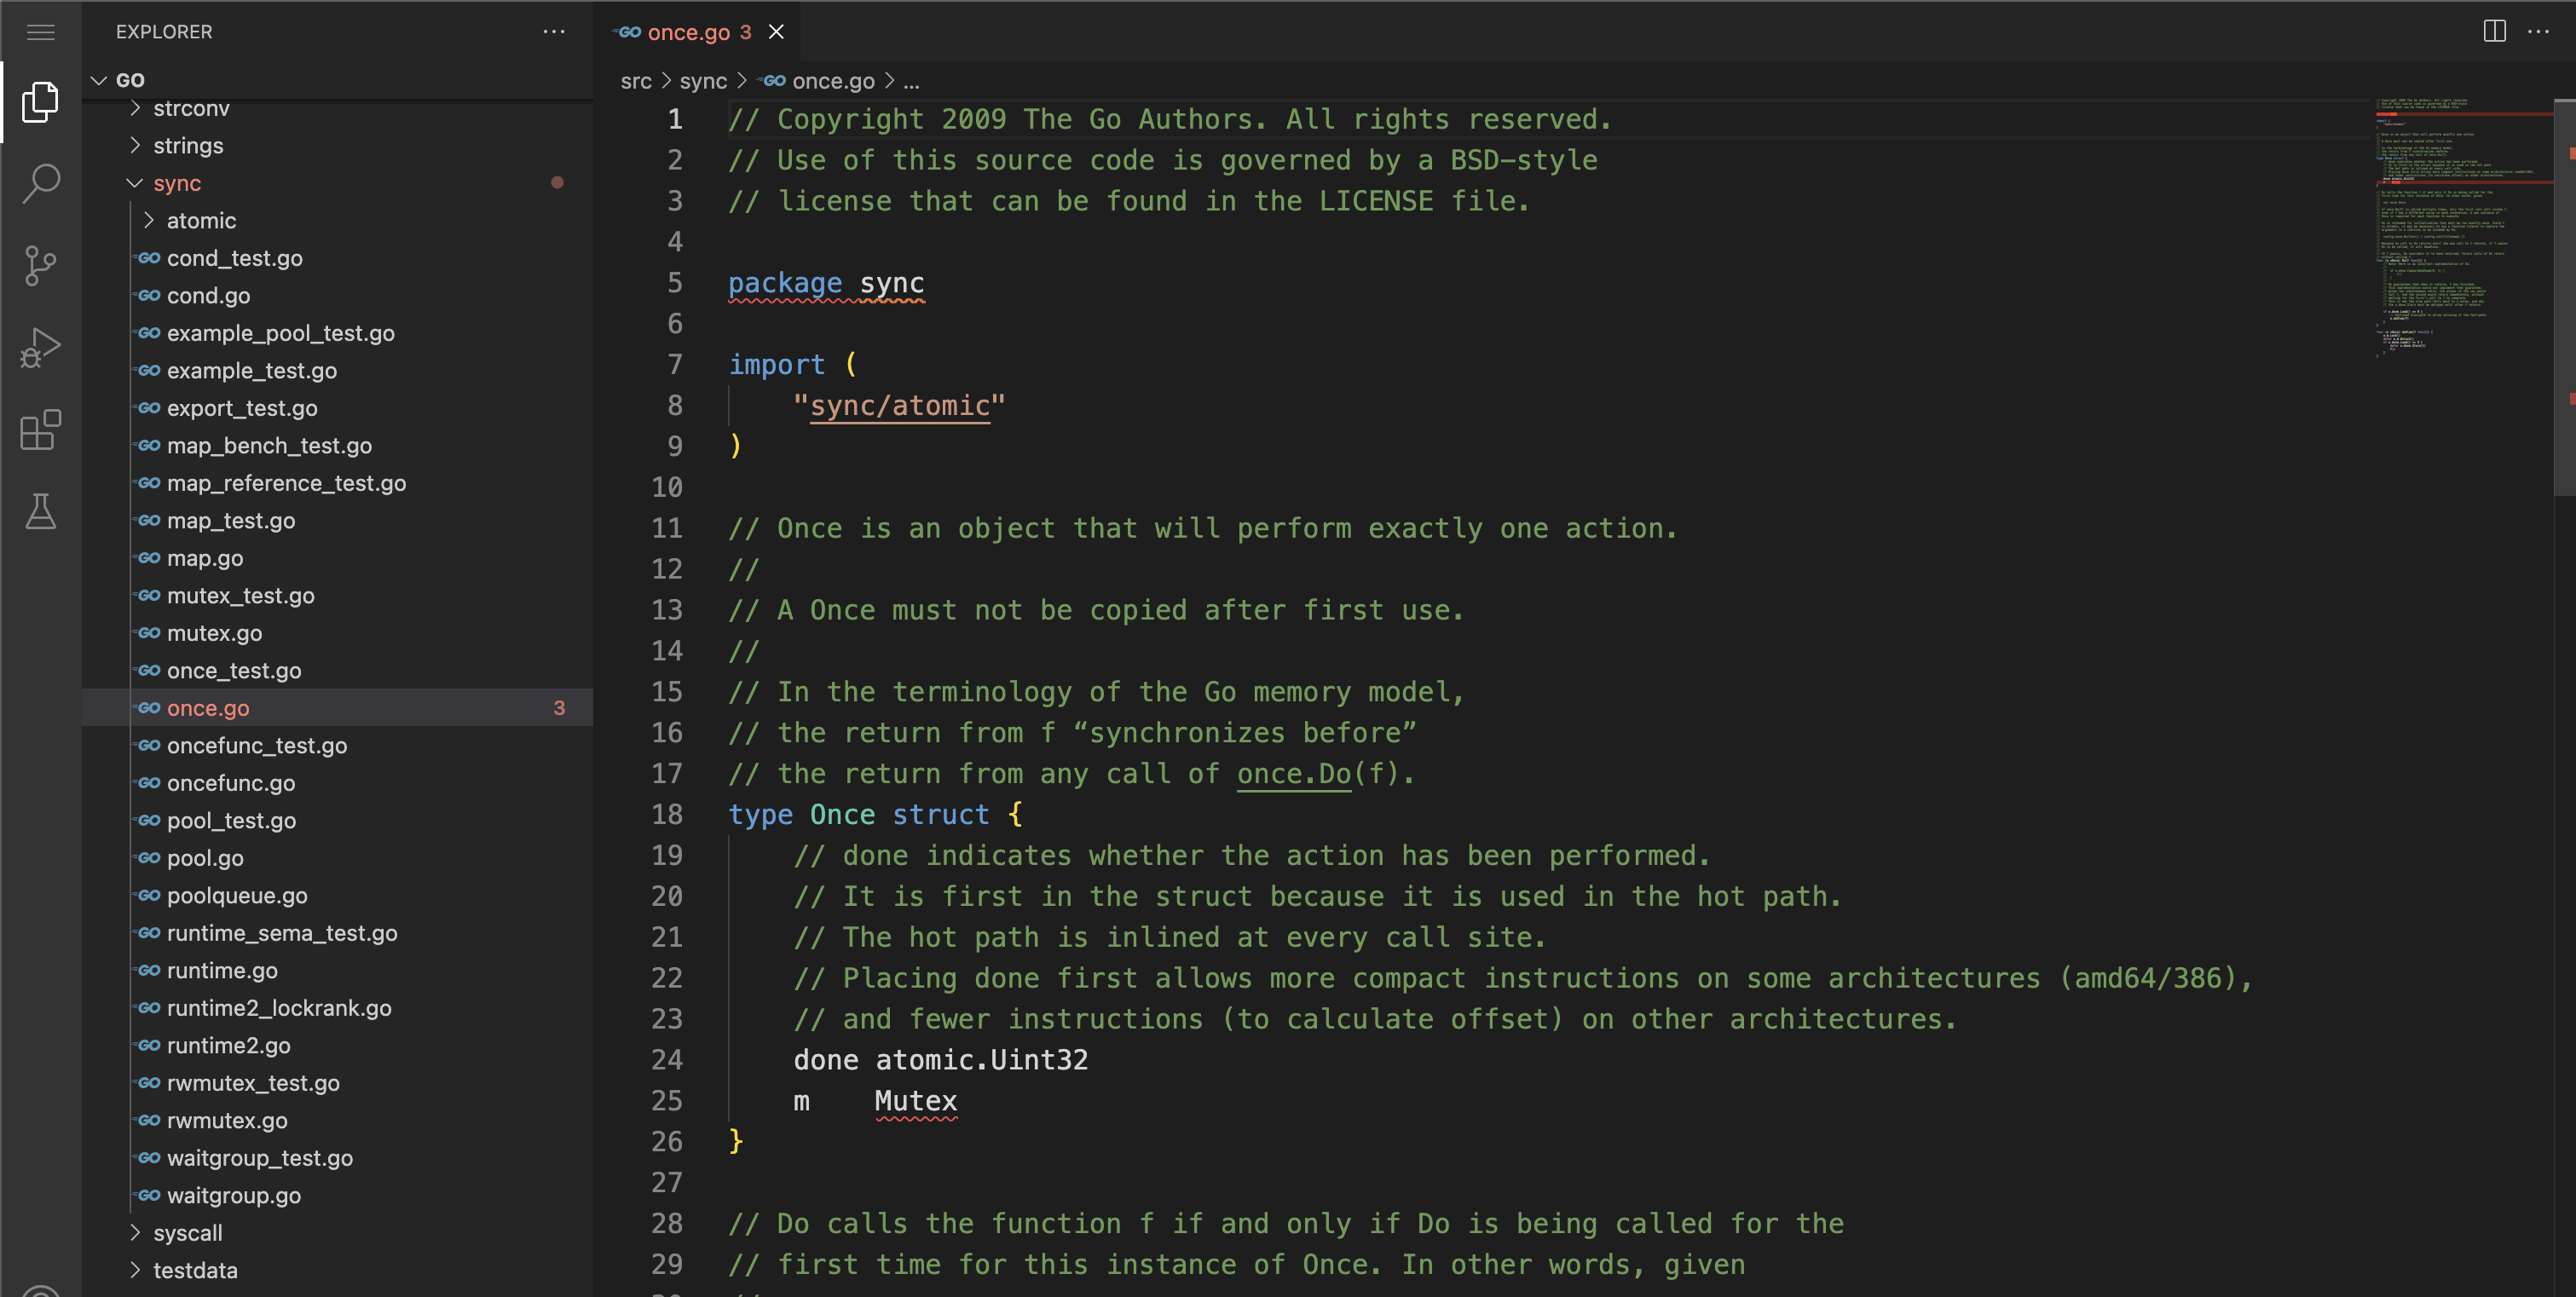 EXPLORER
GO
strconv
strings
sync
atomic
cond_test.go
cond.go
example_pool_test.go
example_test.go
export_test.go
map_bench_test.go
map_reference_test.go
map_test.go
map.go
mutex_test.go
mutex.go
once_test.go
once.go 3
oncefunc_test.go
oncefunc.go
pool_test.go
pool.go
poolqueue.go
runtime_sema_test.go
runtime.go
runtime2_lockrank.go
runtime2.go
rwmutex_test.go
rwmutex.go
waitgroup_test.go
waitgroup.go
syscall
testdata
GO once.go 3
src > sync > GO once.go > ...
1 // Copyright 2009 The Go Authors. All rights reserved.
2 // Use of this source code is governed by a BSD-style
3 // license that can be found in the LICENSE file.
4
5 package sync
6
7 import (
8 "sync/atomic"
9 )
10
11 // Once is an object that will perform exactly one action.
12 //
13 // A Once must not be copied after first use.
14 //
15 // In the terminology of the Go memory model,
16 // the return from f “synchronizes before”
17 // the return from any call of once.Do(f).
18 type Once struct {
19 // done indicates whether the action has been performed.
20 // It is first in the struct because it is used in the hot path.
21 // The hot path is inlined at every call site.
22 // Placing done first allows more compact instructions on some architectures (amd64/386),
23 // and fewer instructions (to calculate offset) on other architectures.
24 done atomic.Uint32
25 m    Mutex
26 }
27
28 // Do calls the function f if and only if Do is being called for the
29 // first time for this instance of Once. In other words, given